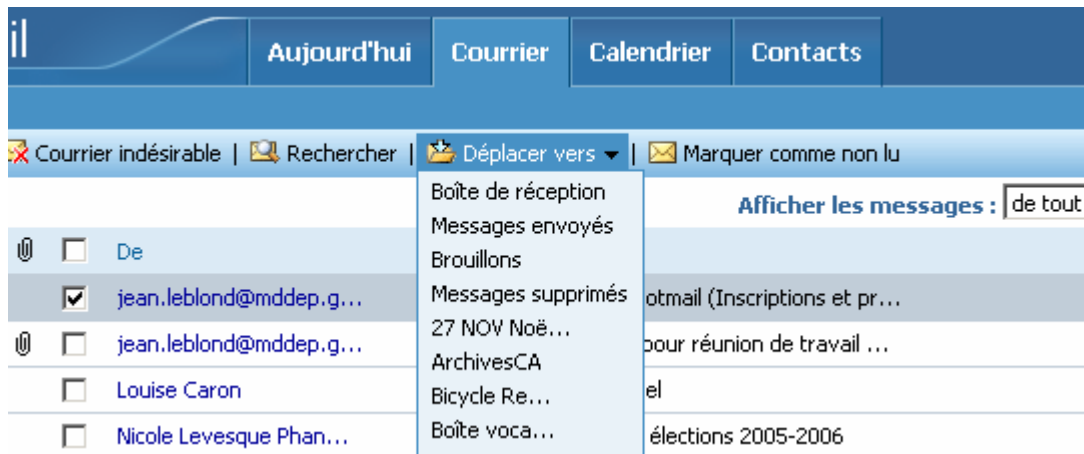 il
Aujourd'hui Courrier Calendrier Contacts
Courrier indésirable | Rechercher | Déplacer vers | Marquer comme non lu
Boîte de réception
Afficher les messages : de tout
Messages envoyés
De
Brouillons
jean.leblond@mddep.g... Messages supprimés otmail (Inscriptions et pr...
27 NOV Noë...
jean.leblond@mddep.g... pour réunion de travail ...
ArchivesCA
Louise Caron Bicycle Re... el
Nicole Levesque Phan... Boîte voca... élections 2005-2006